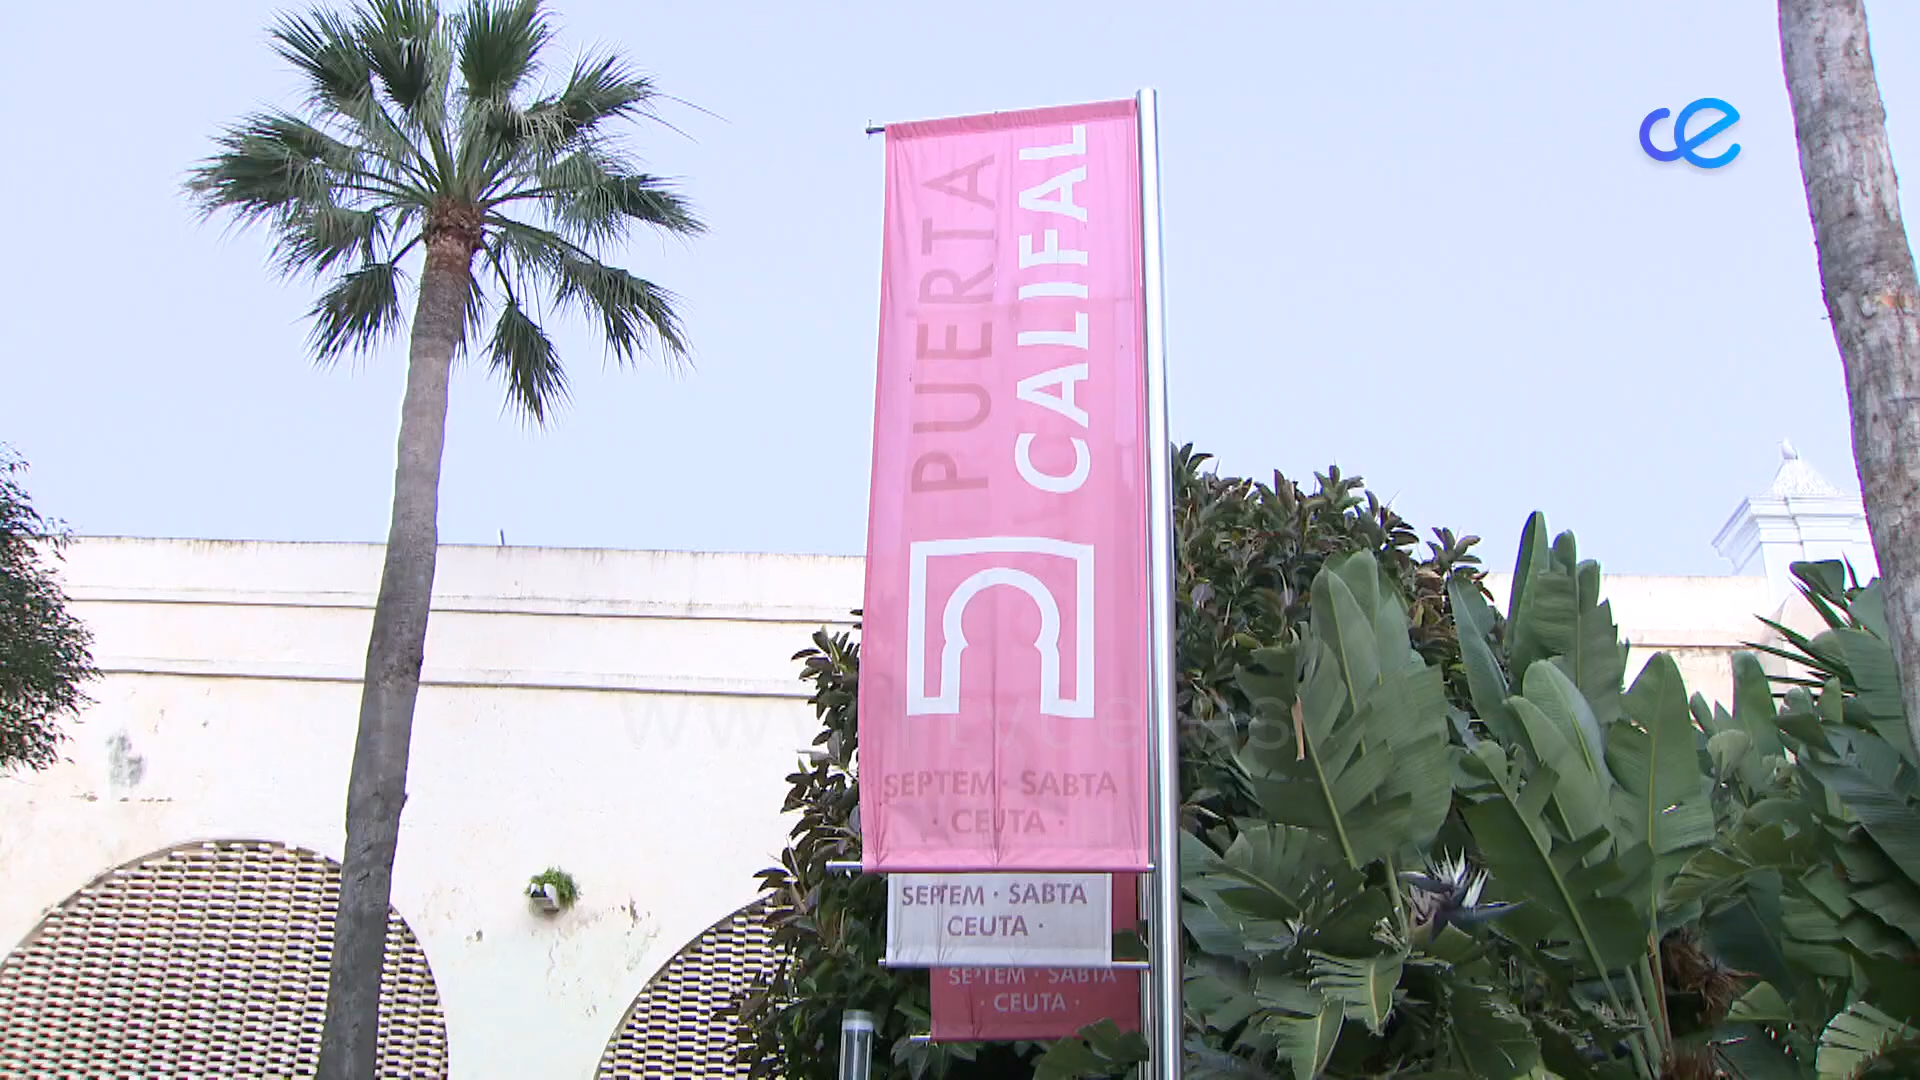 PUERTA
CALIFAL
SEPTEM · SABTA
· CEUTA ·
SEPTEM · SABTA
CEUTA ·
SEPTEM · SABTA
· CEUTA ·
ce